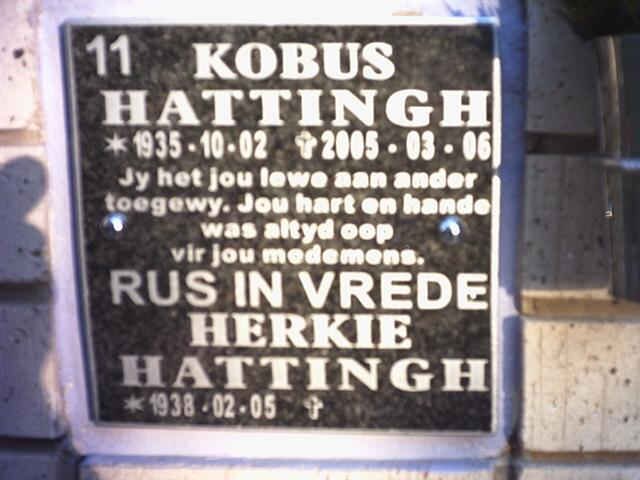 11 KOBUS
HATTINGH
*1935-10-02 ✞2005-03-06
Jy het jou lewe aan ander
toegewy. Jou hart en hande
was altyd oop
vir jou medemens.
RUS IN VREDE
HERKIE
HATTINGH
*1938-02-05 ✞